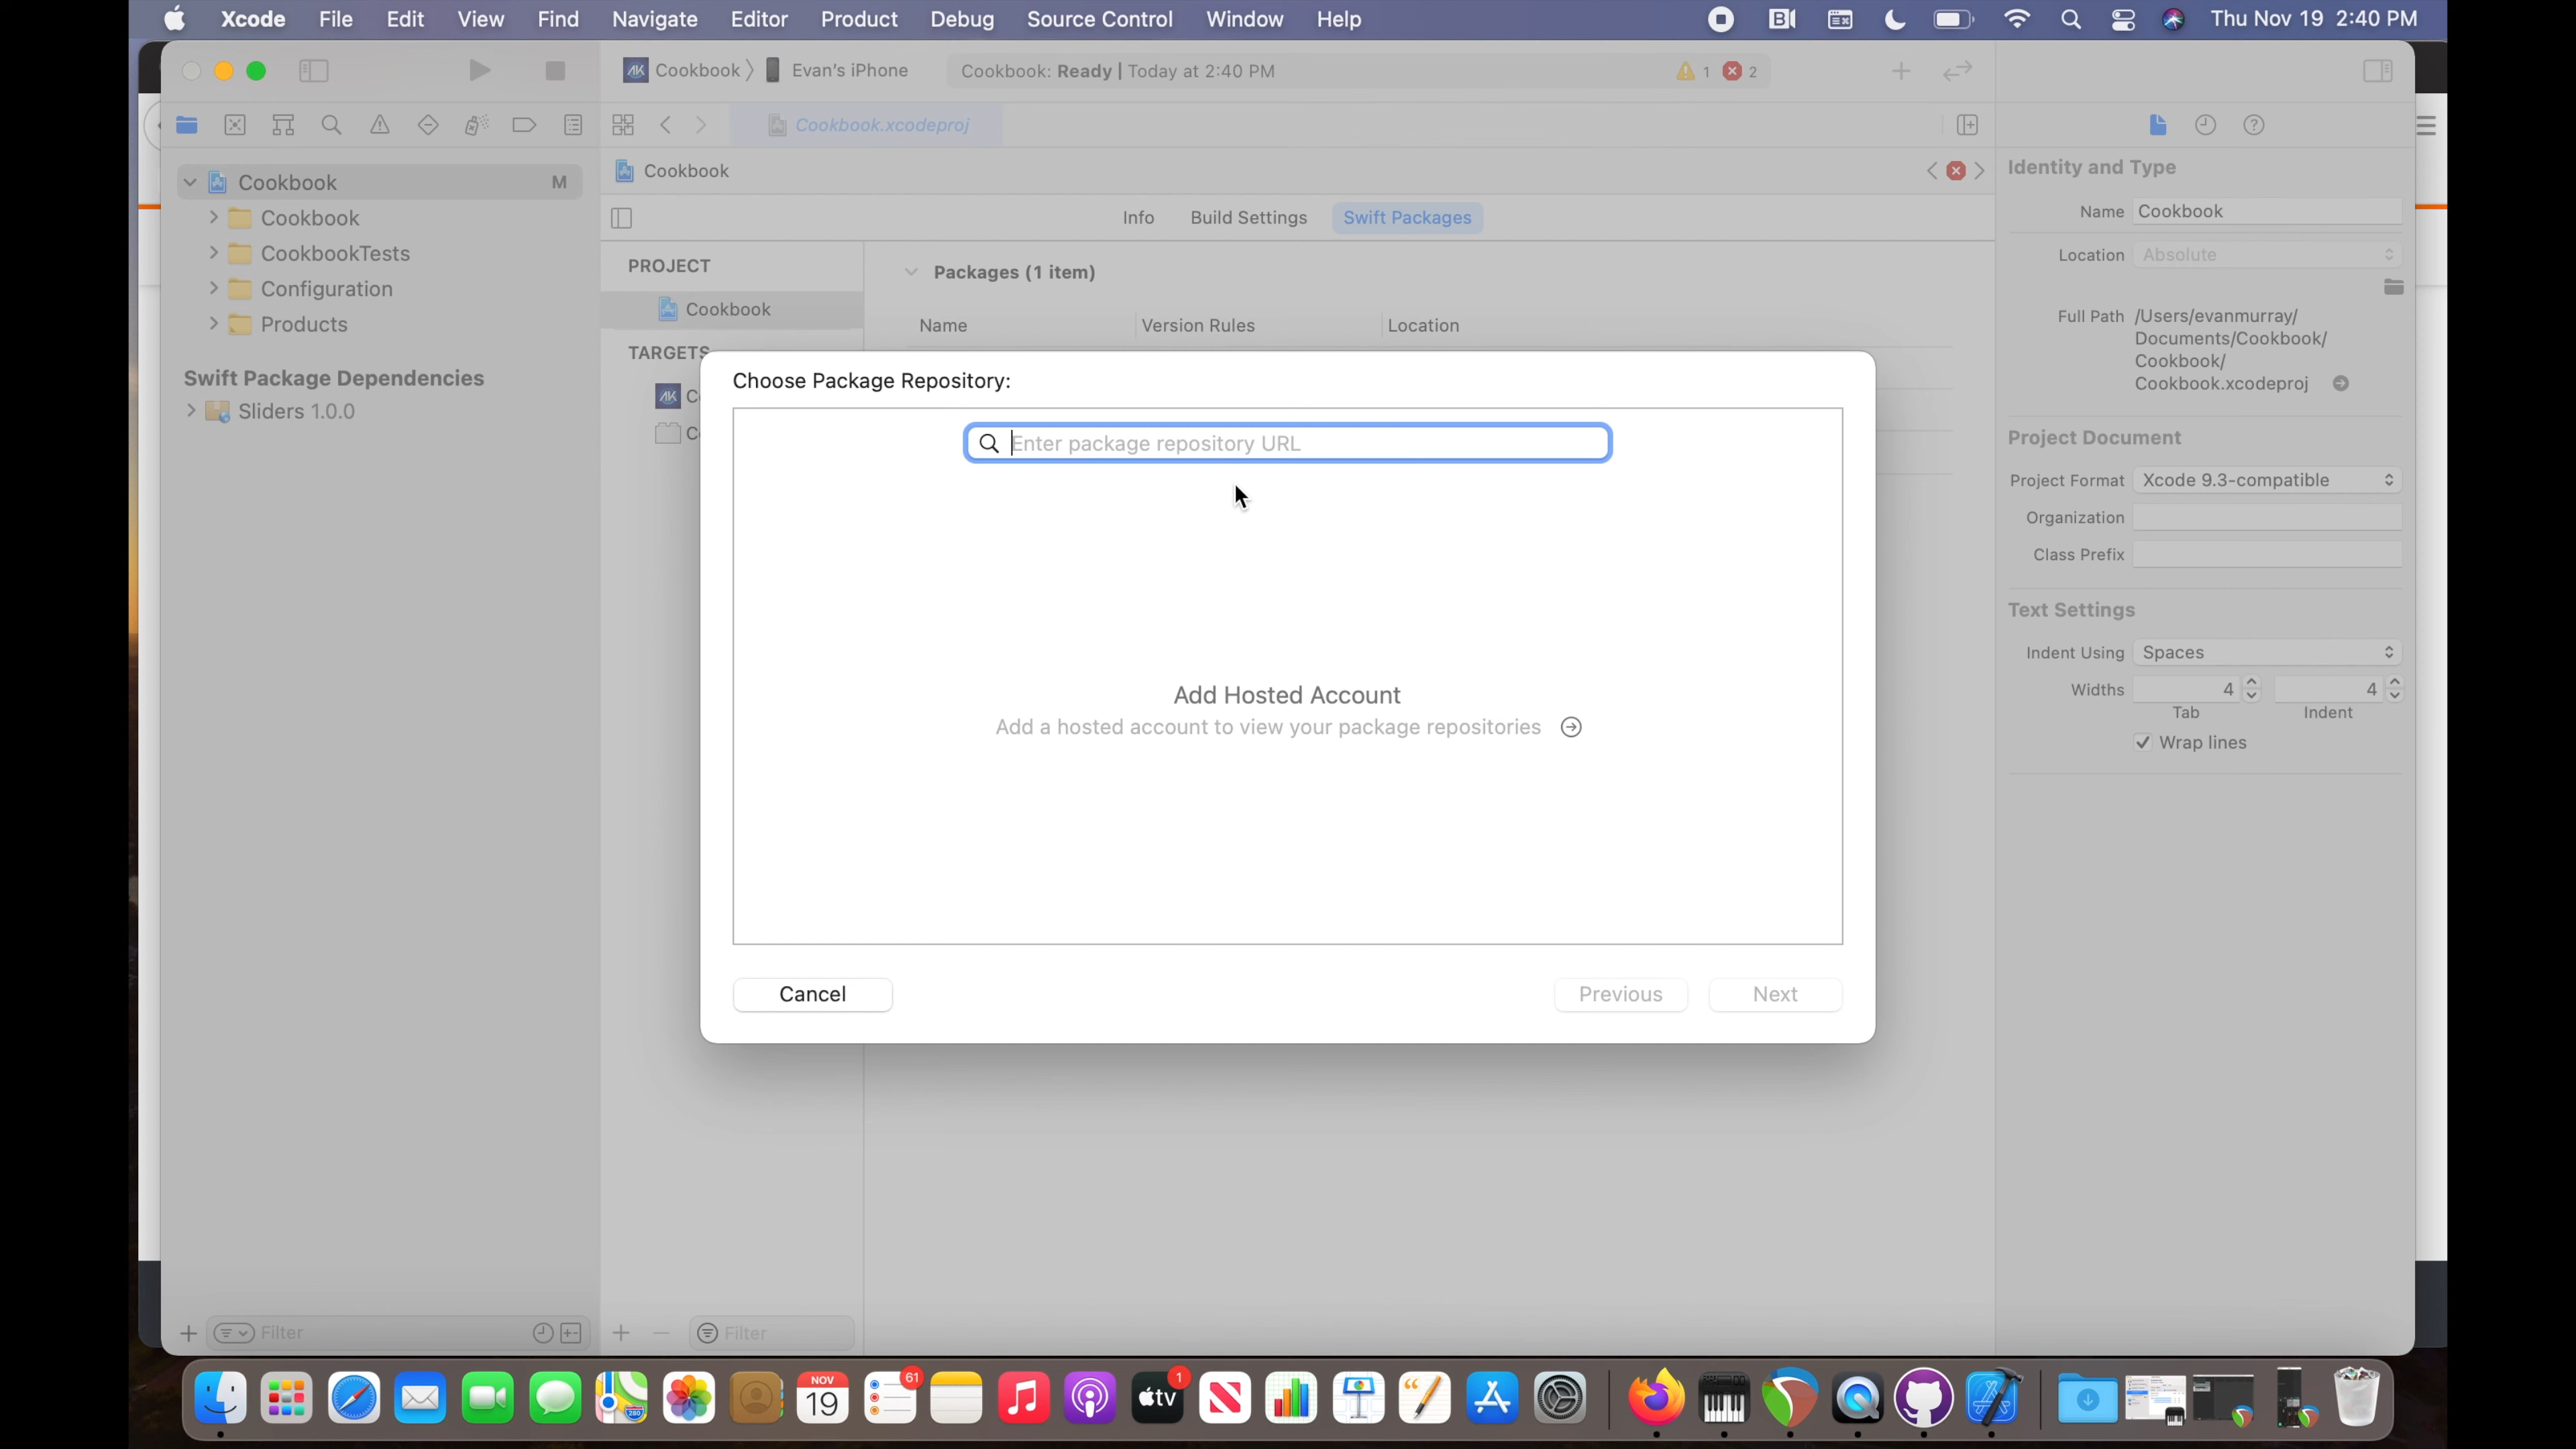 Xcode File Edit View Find Navigate Editor Product Debug Source Control Window Help Thu Nov 19 2:40 PM
Cookbook Evan's iPhone Cookbook: Ready | Today at 2:40 PM 1 2
Cookbook.xcodeproj
Cookbook M
Cookbook
CookbookTests
Configuration
Products
Swift Package Dependencies
Sliders 1.0.0
Filter
Cookbook
Info Build Settings Swift Packages
PROJECT
Cookbook
TARGETS
Filter
Packages (1 item)
Name Version Rules Location
Choose Package Repository:
Enter package repository URL
Add Hosted Account
Add a hosted account to view your package repositories
Cancel Previous Next
Identity and Type
Name Cookbook
Location Absolute
Full Path /Users/evanmurray/
Documents/Cookbook/
Cookbook/
Cookbook.xcodeproj
Project Document
Project Format Xcode 9.3-compatible
Organization
Class Prefix
Text Settings
Indent Using Spaces
Widths 4 4
Tab Indent
Wrap lines
NOV
19
61
tv
1
280